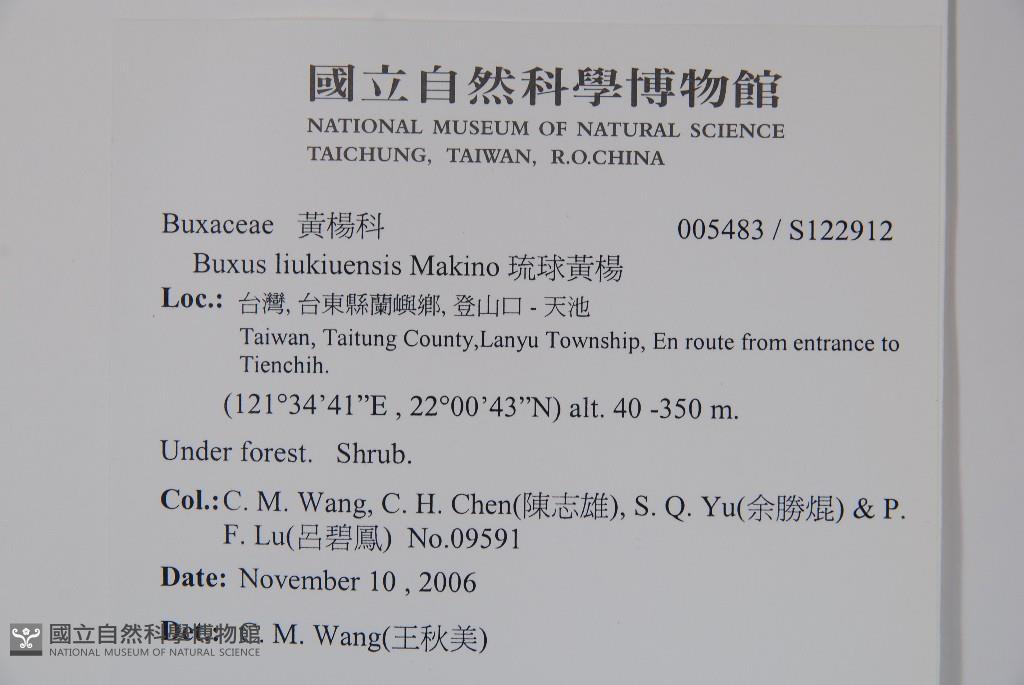 國立自然科學博物館
NATIONAL MUSEUM OF NATURAL SCIENCE
TAICHUNG, TAIWAN, R.O.CHINA
Buxaceae 黃楊科 005483 / S122912
Buxus liukiuensis Makino 琉球黃楊
Loc.: 台灣, 台東縣蘭嶼鄉, 登山口 - 天池
Taiwan, Taitung County,Lanyu Township, En route from entrance to
Tienchih.
(121°34’41”E , 22°00’43”N) alt. 40 -350 m.
Under forest. Shrub.
Col.: C. M. Wang, C. H. Chen(陳志雄), S. Q. Yu(余勝焜) & P.
F. Lu(呂碧鳳) No.09591
Date: November 10 , 2006
Det.: C. M. Wang(王秋美)
國立自然科學博物館
NATIONAL MUSEUM OF NATURAL SCIENCE